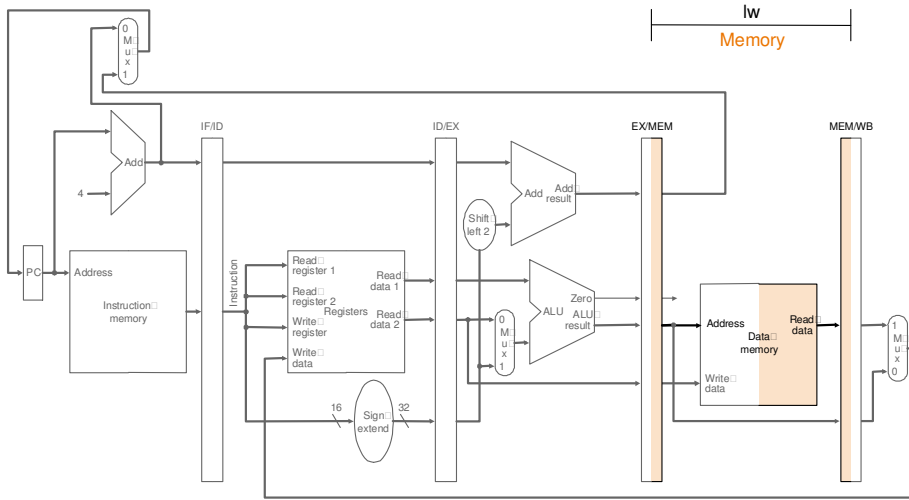 lw
Memory
0
M
u
x
1
IF/ID
ID/EX
EX/MEM
MEM/WB
Add
4
Add
Add
result
Shift
left 2
PC
Address
Instruction
memory
Instruction
Read
register 1
Read
register 2
Write
register
Write
data
Registers
Read
data 1
Read
data 2
0
M
u
x
1
Zero
ALU
ALU
result
Address
Data
memory
Read
data
Write
data
1
M
u
x
0
16
Sign
extend
32